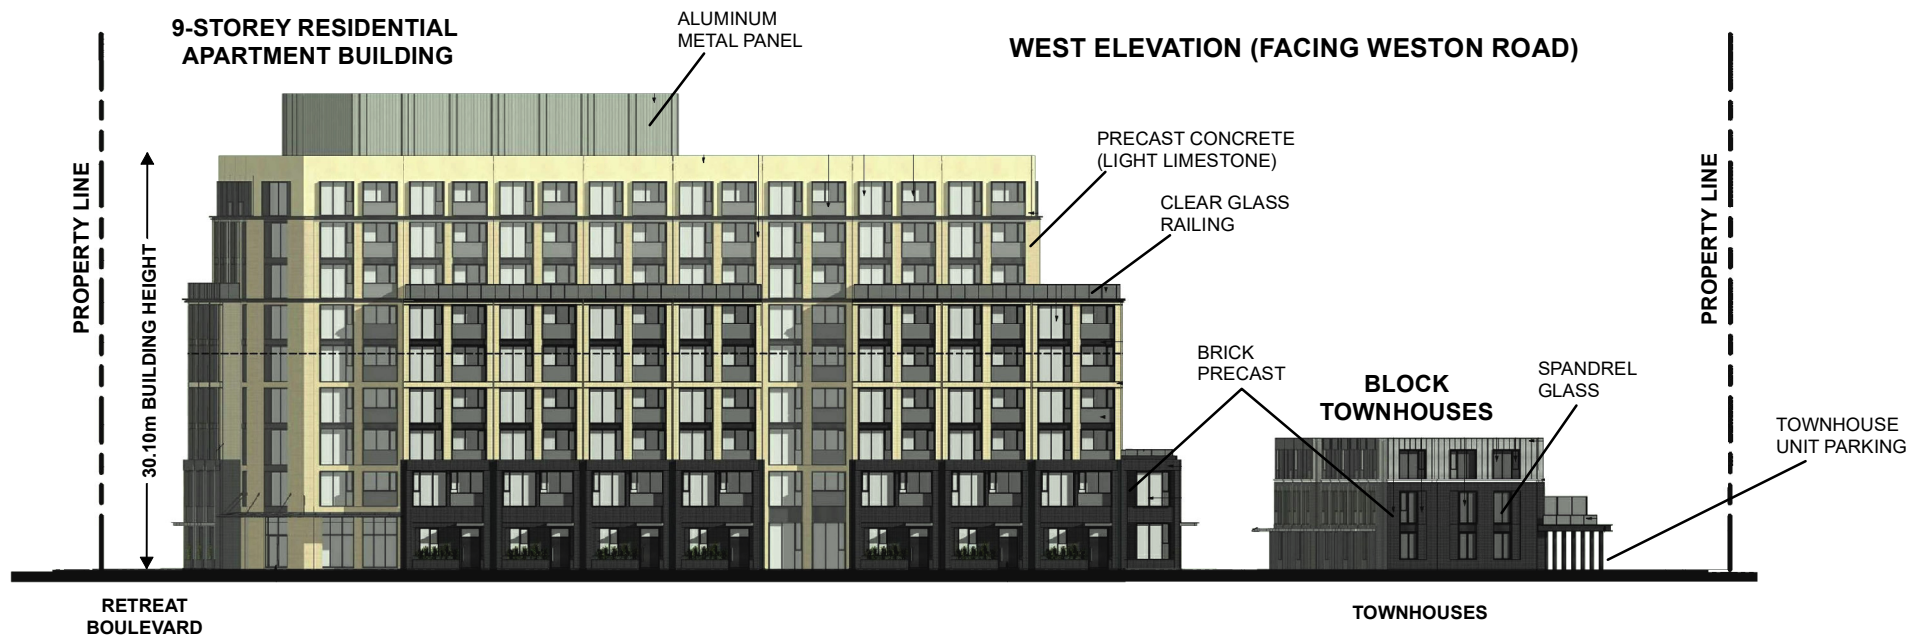 9-STOREY RESIDENTIAL
APARTMENT BUILDING
ALUMINUM
METAL PANEL
WEST ELEVATION (FACING WESTON ROAD)
PRECAST CONCRETE
(LIGHT LIMESTONE)
CLEAR GLASS
RAILING
PROPERTY LINE
30.10m BUILDING HEIGHT
PROPERTY LINE
BRICK
PRECAST
BLOCK
TOWNHOUSES
SPANDREL
GLASS
TOWNHOUSE
UNIT PARKING
RETREAT
BOULEVARD
TOWNHOUSES